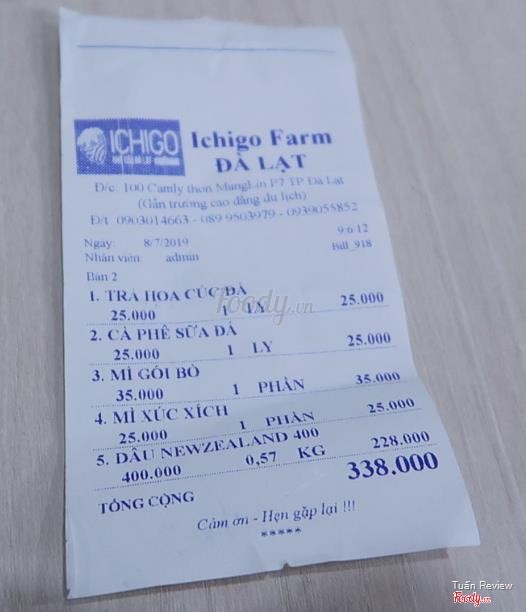 ICHIGO
Ichigo Farm
ĐÀ LẠT
Đ/c: 100 Camly thon MangLin P7 TP Đà Lạt
(Gần trường cao đẳng du lịch)
Đ/t 0903014663 - 089 9503979 - 0939055852
Ngày: 8/7/2019
Bill_918
Nhân viên: admin
Bàn 2
1. TRÀ HOA CÚC ĐÁ
25.000 1 LY 25.000
2. CÀ PHÊ SỮA ĐÁ
25.000 1 LY 25.000
3. MÌ GÓI BÒ
35.000 1 PHẦN 35.000
4. MÌ XÚC XÍCH
25.000 1 PHẦN 25.000
5. DÂU NEWZEALAND 400
400.000 0,57 KG 228.000
TỔNG CỘNG 338.000
Cảm ơn - Hẹn gặp lại !!!
*****
Foody.vn
Tuấn Review
Foody.vn